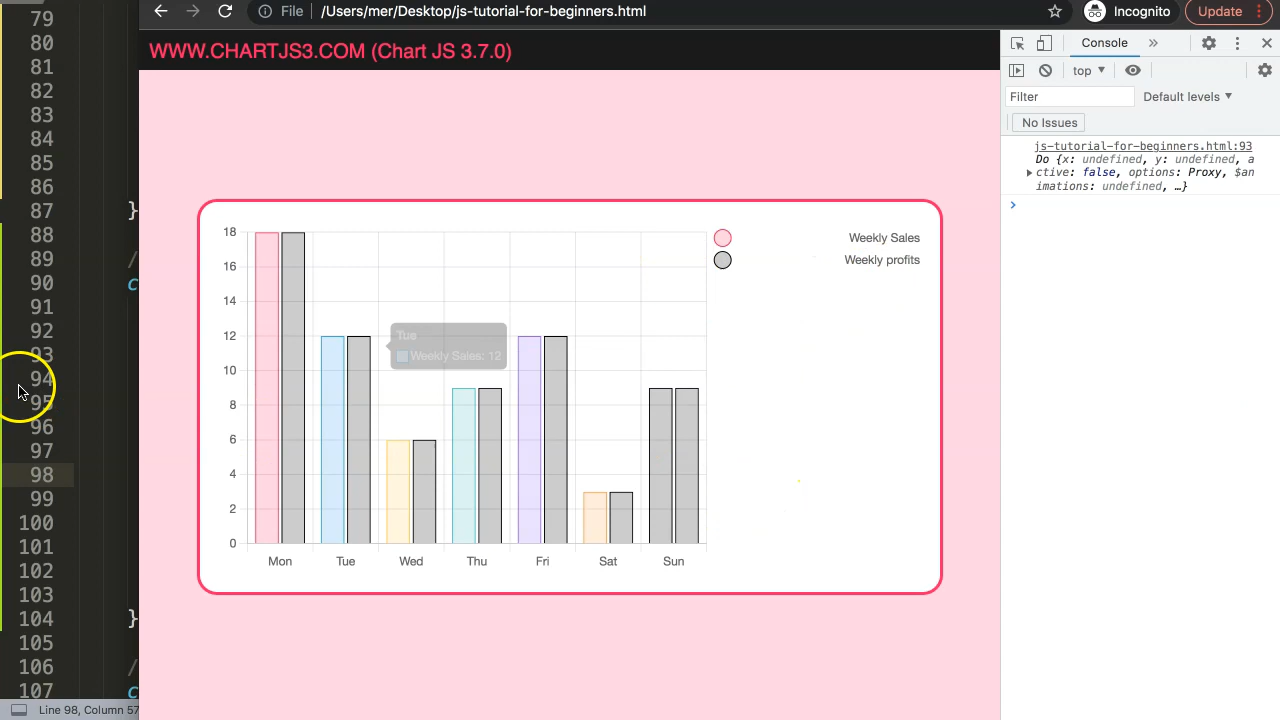 79
80
81
82
83
84
85
86
87 }
88
89 /
90 c
91
92
93
94
95
96
97
98
99
100
101
102
103
104 }
105
106 /
107 c
Line 98, Column 57
File /Users/mer/Desktop/js-tutorial-for-beginners.html
Incognito
Update
WWW.CHARTJS3.COM (Chart JS 3.7.0)
18
16
14
12
10
8
6
4
2
0
Tue
Weekly Sales: 12
Mon Tue Wed Thu Fri Sat Sun
Weekly Sales
Weekly profits
Console »
top ▼
Filter Default levels ▼
No Issues
js-tutorial-for-beginners.html:93
Do {x: undefined, y: undefined, a
ctive: false, options: Proxy, $an
imations: undefined, …}